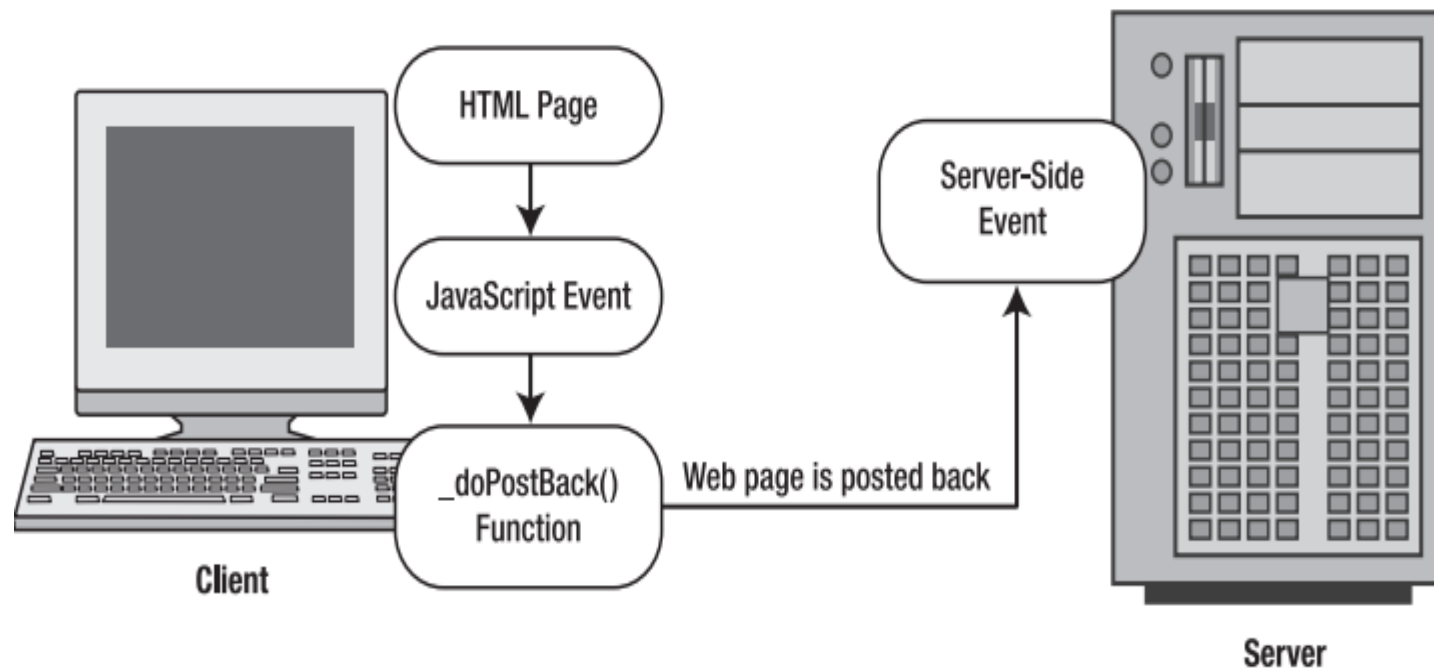 HTML Page
JavaScript Event
_doPostBack()
Function
Web page is posted back
Server-Side
Event
Client
Server